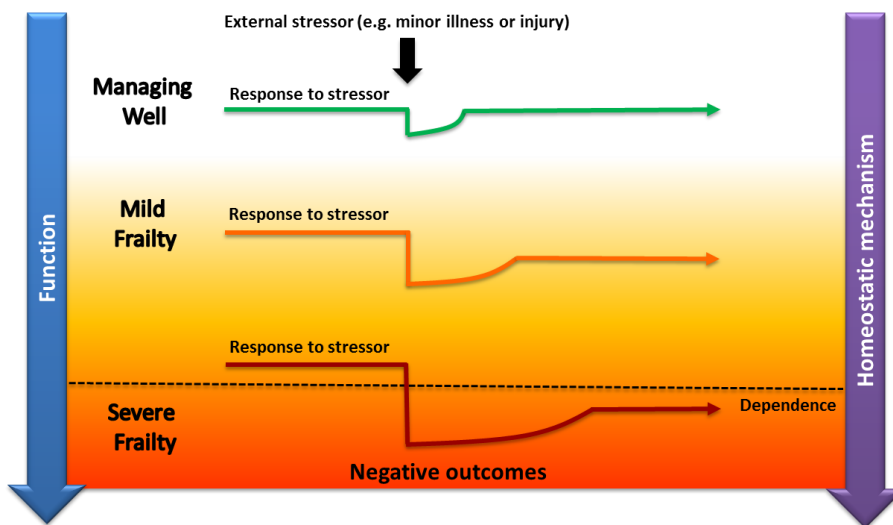 External stressor (e.g. minor illness or injury)
Managing
Well
Response to stressor
Mild
Frailty
Response to stressor
Function
Homeostatic mechanism
Response to stressor
Severe
Frailty
Dependence
Negative outcomes